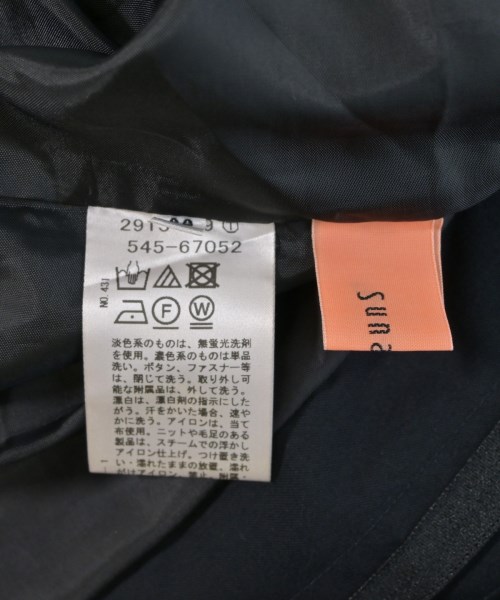 545-67052
NO.43J
F
W
淡色系のものは、無蛍光洗剤
を使用。濃色系のものは単品
洗い。ボタン、ファスナー等
は、閉じて洗う。取り外し可
能な附属品は、外して洗う。
漂白は、漂白剤の指示にした
がう。汗をかいた場合、速や
かに洗う。アイロンは、当て
布使用。ニットや毛足のある
製品は、スチームでの浮かし
アイロン仕上げ。つけ置き洗
い・濡れたままの放置、濡れ